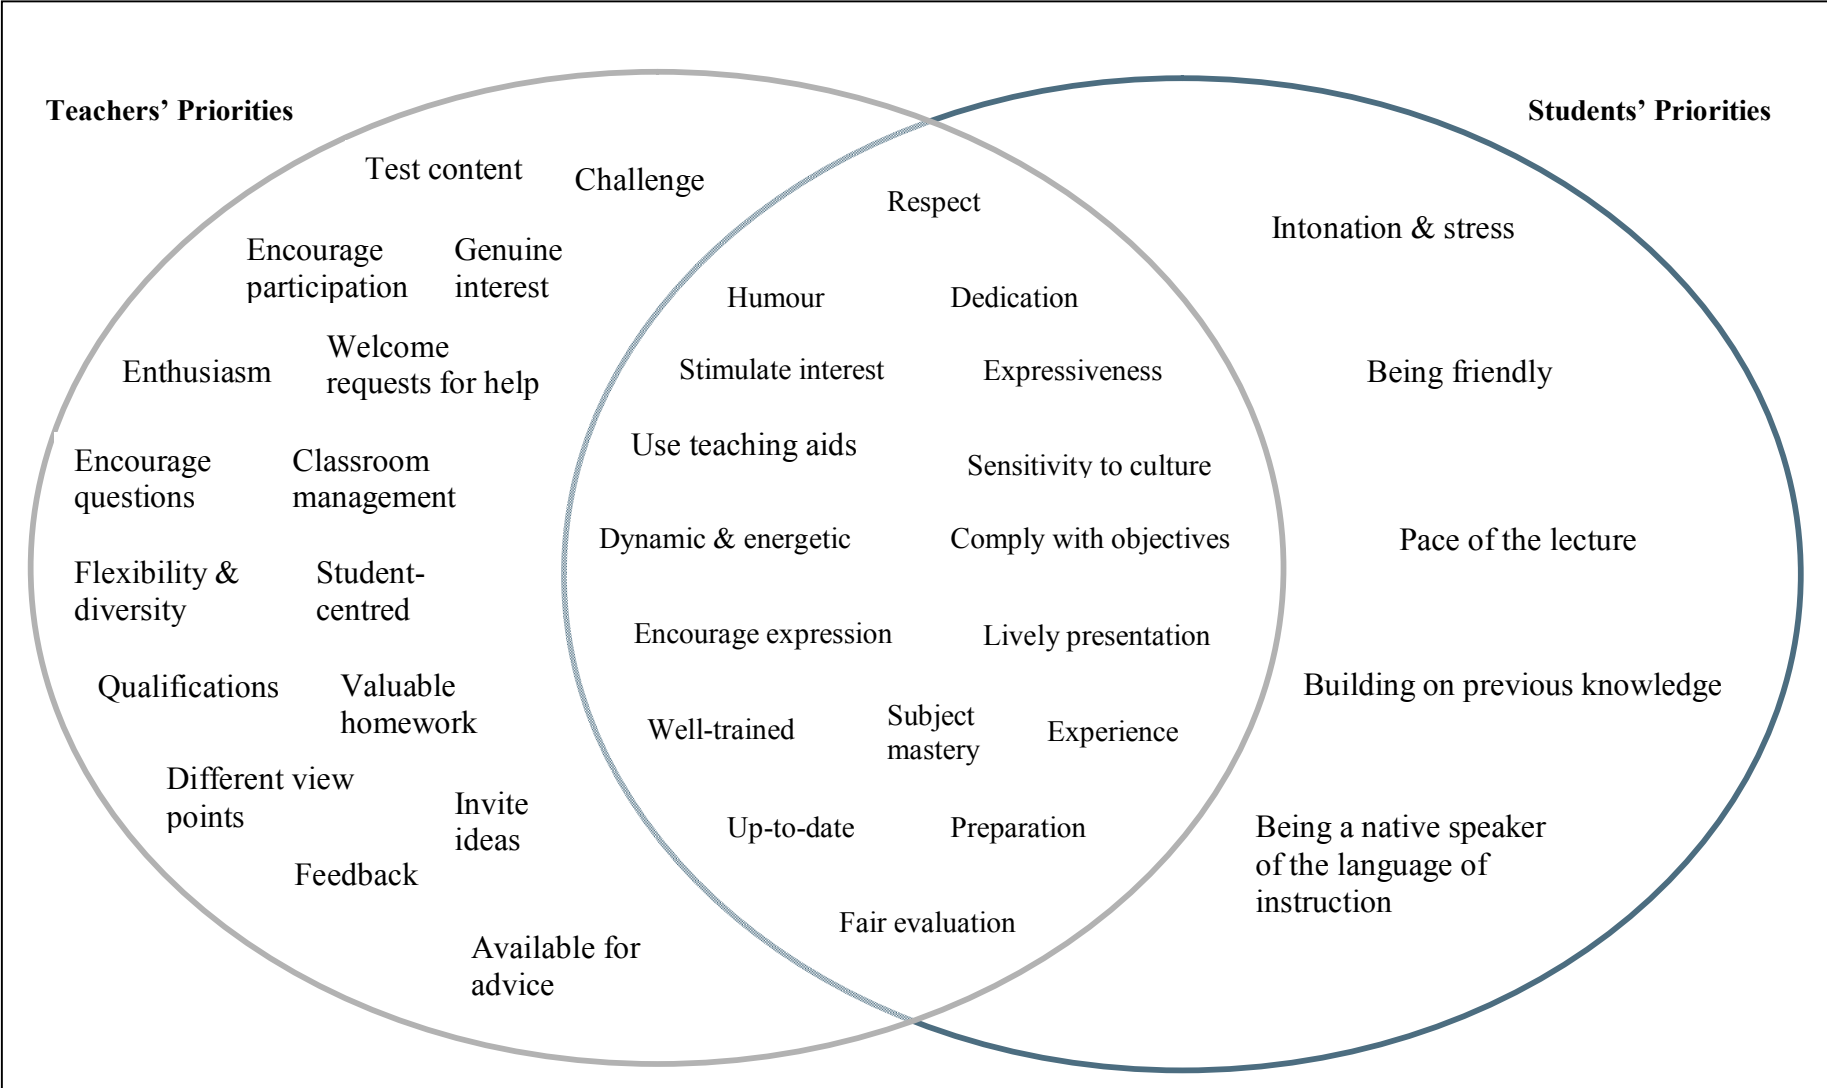 Teachers’ Priorities
Students’ Priorities
Test content
Challenge
Encourage
participation
Genuine
interest
Enthusiasm
Welcome
requests for help
Encourage
questions
Classroom
management
Flexibility &
diversity
Student-
centred
Qualifications
Valuable
homework
Different view
points
Invite
ideas
Feedback
Available for
advice
Respect
Humour
Dedication
Stimulate interest
Expressiveness
Use teaching aids
Sensitivity to culture
Dynamic & energetic
Comply with objectives
Encourage expression
Lively presentation
Well-trained
Subject
mastery
Experience
Up-to-date
Preparation
Fair evaluation
Intonation & stress
Being friendly
Pace of the lecture
Building on previous knowledge
Being a native speaker
of the language of
instruction